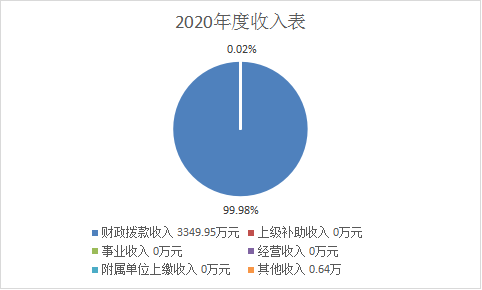 2020年度收入表
0.02%
99.98%
财政拨款收入 3349.95万元 上级补助收入 0万元
事业收入 0万元 经营收入 0万元
附属单位上缴收入 0万元 其他收入 0.64万